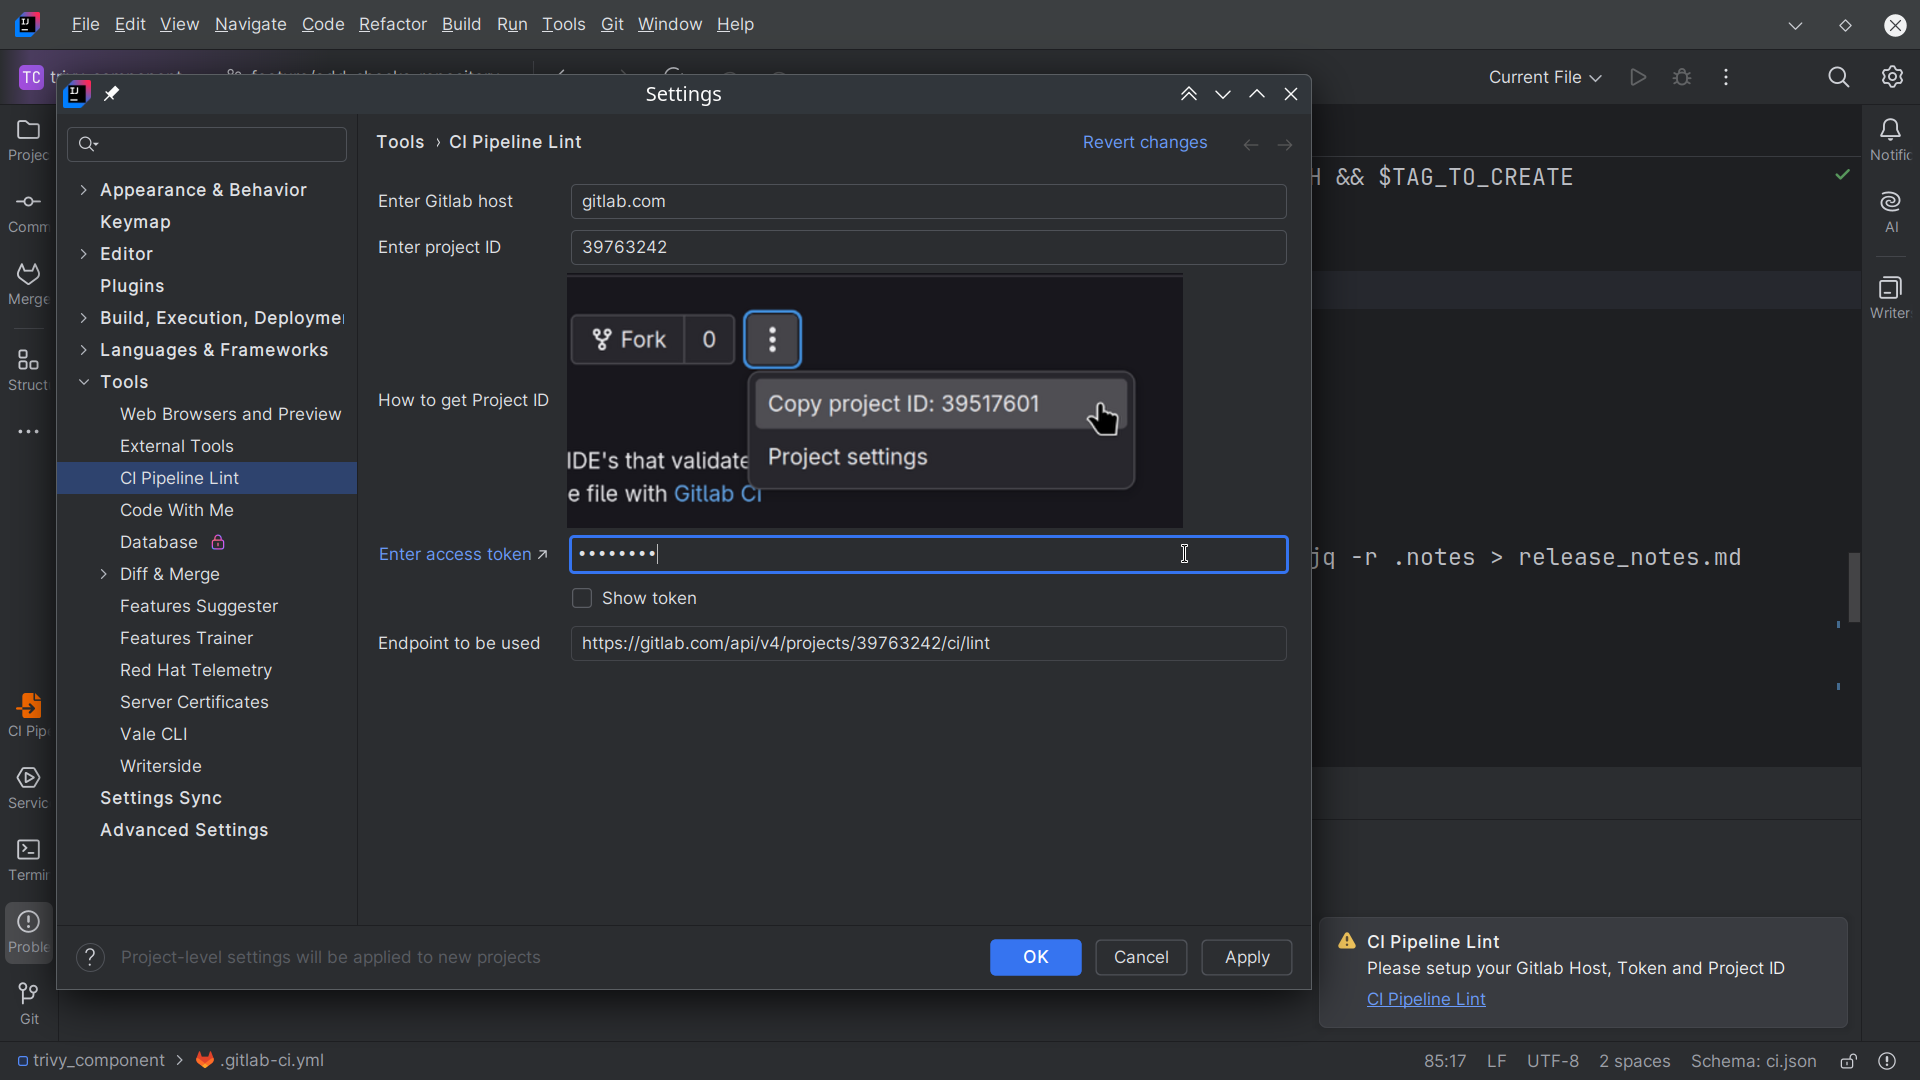 File Edit View Navigate Code Refactor Build Run Tools Git Window Help
TC
Current File
Settings
Tools › CI Pipeline Lint
Revert changes
Appearance & Behavior
Keymap
Editor
Plugins
Build, Execution, Deployme
Languages & Frameworks
Tools
Web Browsers and Preview
External Tools
CI Pipeline Lint
Code With Me
Database
Diff & Merge
Features Suggester
Features Trainer
Red Hat Telemetry
Server Certificates
Vale CLI
Writerside
Settings Sync
Advanced Settings
Enter Gitlab host
gitlab.com
Enter project ID
39763242
How to get Project ID
Fork 0
Copy project ID: 39517601
Project settings
IDE's that validate
e file with Gitlab CI
Enter access token ↗
••••••••
Show token
Endpoint to be used
https://gitlab.com/api/v4/projects/39763242/ci/lint
? Project-level settings will be applied to new projects
OK
Cancel
Apply
Projec
Comm
Merge
Struct
CI Pip
Servic
Termin
Proble
Git
&& $TAG_TO_CREATE
jq -r .notes > release_notes.md
Notific
AI
Writer
CI Pipeline Lint
Please setup your Gitlab Host, Token and Project ID
CI Pipeline Lint
trivy_component > .gitlab-ci.yml
85:17 LF UTF-8 2 spaces Schema: ci.json